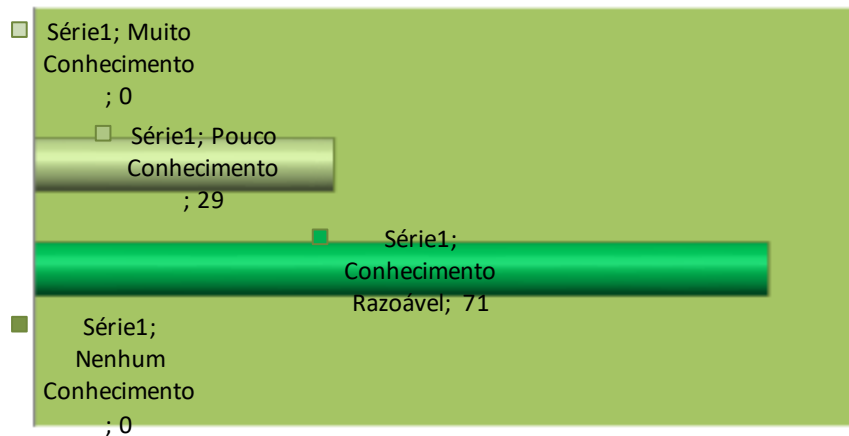 Série1; Muito
Conhecimento
; 0
Série1; Pouco
Conhecimento
; 29
Série1;
Conhecimento
Razoável; 71
Série1;
Nenhum
Conhecimento
; 0